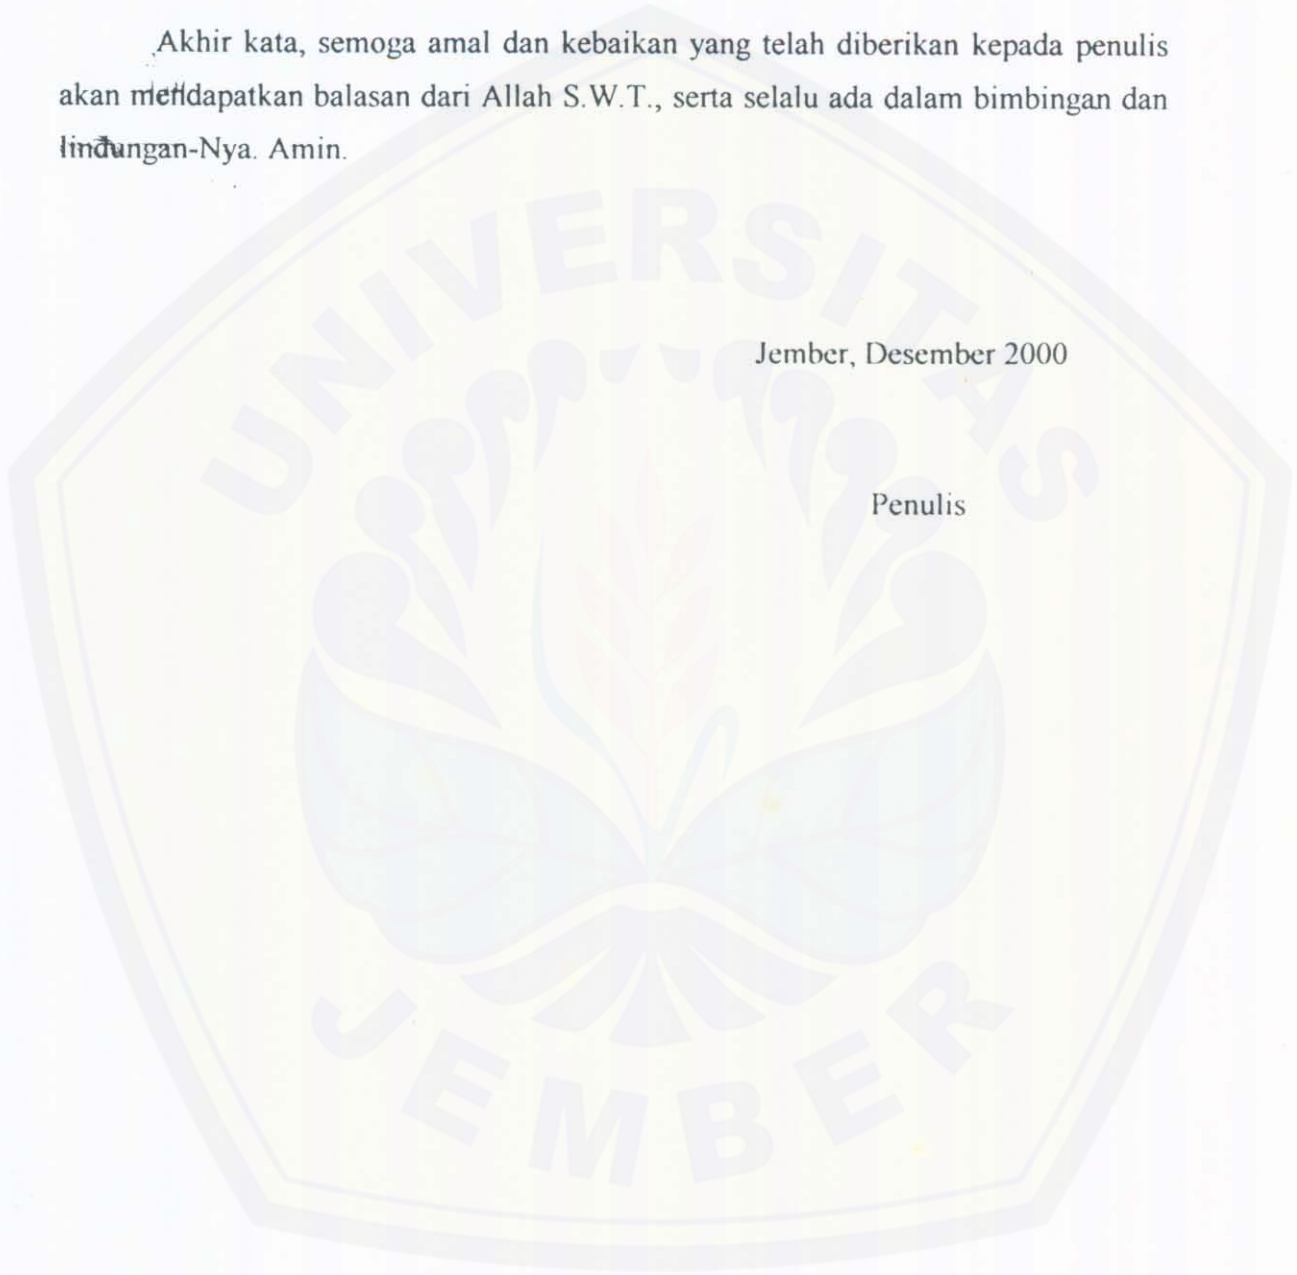 Akhir kata, semoga amal dan kebaikan yang telah diberikan kepada penulis
akan mendapatkan balasan dari Allah S.W.T., serta selalu ada dalam bimbingan dan
lindungan-Nya. Amin.
UNIVERSITAS
Jember, Desember 2000
Penulis
JEMBER